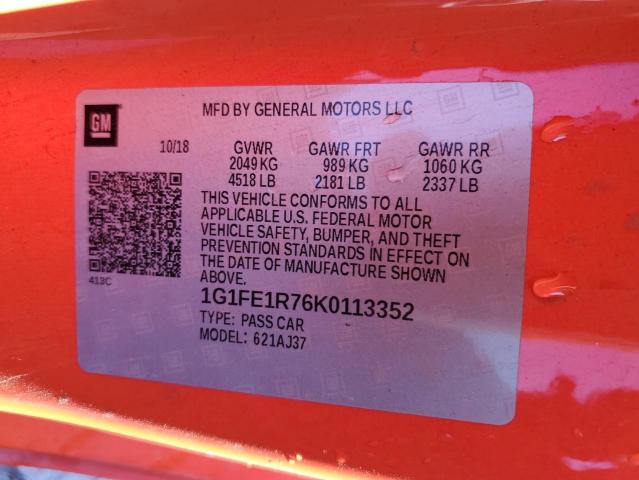 GM
MFD BY GENERAL MOTORS LLC
10/18 GVWR GAWR FRT GAWR RR
2049 KG 989 KG 1060 KG
4518 LB 2181 LB 2337 LB
THIS VEHICLE CONFORMS TO ALL
APPLICABLE U.S. FEDERAL MOTOR
VEHICLE SAFETY, BUMPER, AND THEFT
PREVENTION STANDARDS IN EFFECT ON
THE DATE OF MANUFACTURE SHOWN
ABOVE.
413C
1G1FE1R76K0113352
TYPE: PASS CAR
MODEL: 621AJ37